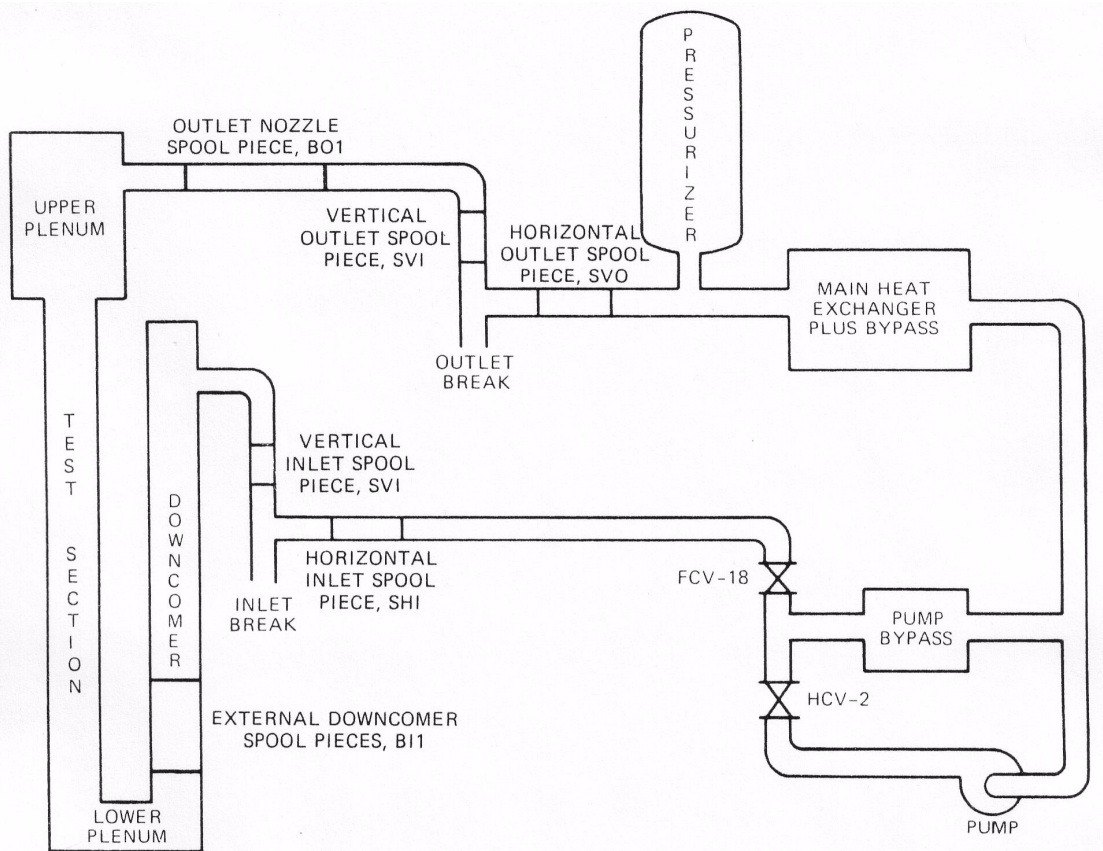 PRESSURIZER
OUTLET NOZZLE
SPOOL PIECE, BO1
UPPER
PLENUM
VERTICAL
OUTLET SPOOL
PIECE, SVI
HORIZONTAL
OUTLET SPOOL
PIECE, SVO
MAIN HEAT
EXCHANGER
PLUS BYPASS
OUTLET
BREAK
TEST SECTION
DOWNCOMER
VERTICAL
INLET SPOOL
PIECE, SVI
HORIZONTAL
INLET SPOOL
PIECE, SHI
INLET
BREAK
FCV-18
PUMP
BYPASS
HCV-2
EXTERNAL DOWNCOMER
SPOOL PIECES, BI1
LOWER
PLENUM
PUMP